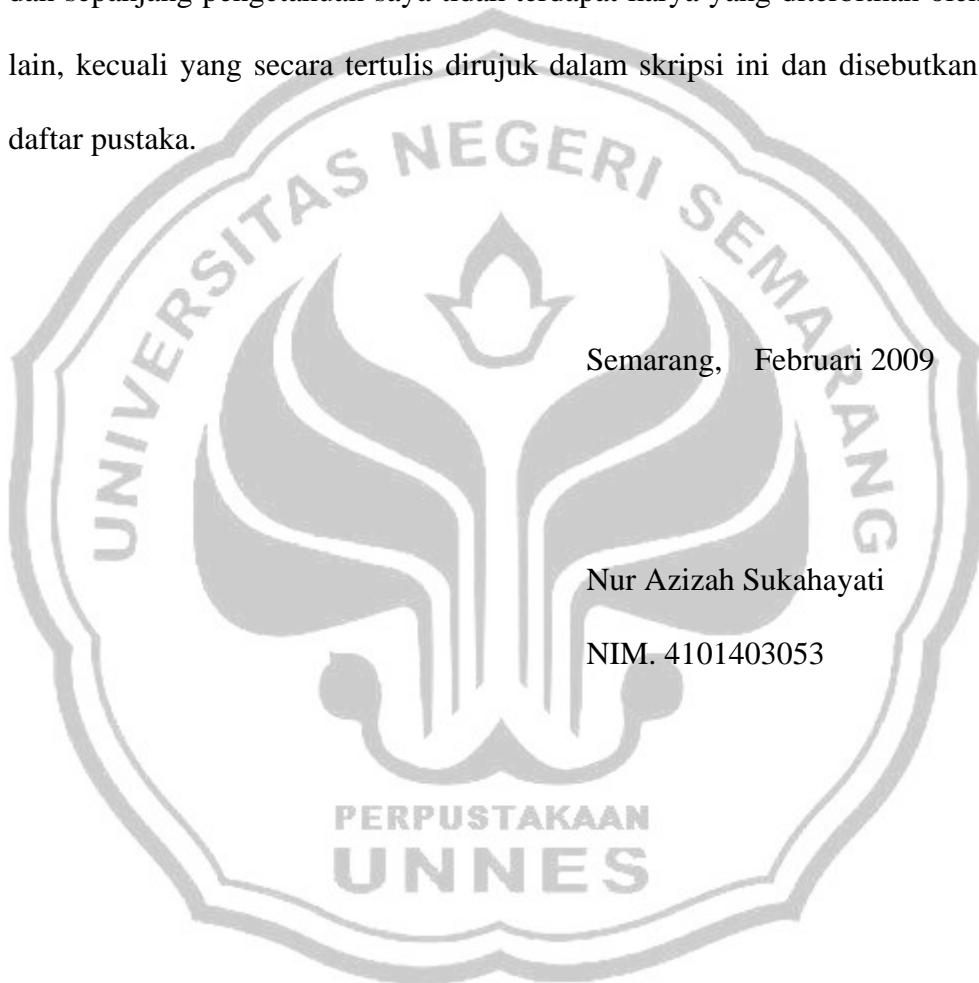 dan sepanjang pengetahuan saya tidak terdapat karya yang diterbitkan oleh
lain, kecuali yang secara tertulis dirujuk dalam skripsi ini dan disebutkan
daftar pustaka.
UNIVERSITAS NEGERI SEMARANG
Semarang, Februari 2009
Nur Azizah Sukahayati
NIM. 4101403053
PERPUSTAKAAN
UNNES